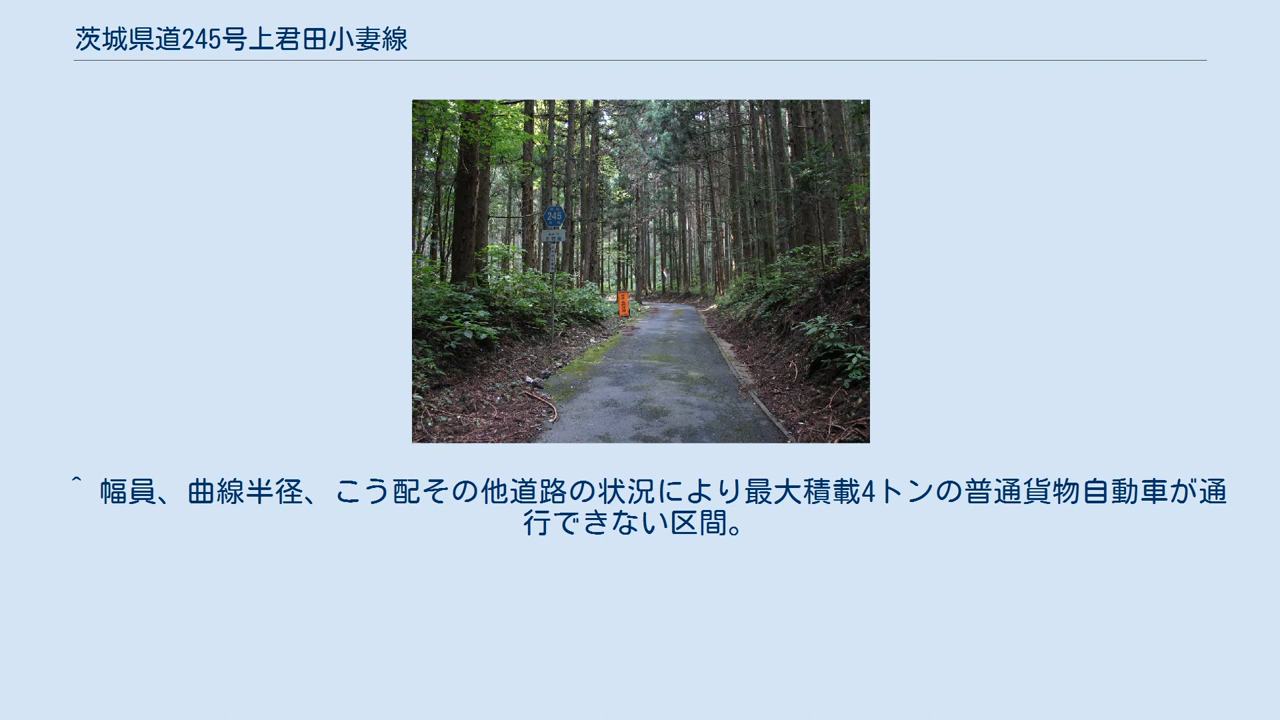 茨城県道245号上君田小妻線
245
^ 幅員、曲線半径、こう配その他道路の状況により最大積載4トンの普通貨物自動車が通
行できない区間。